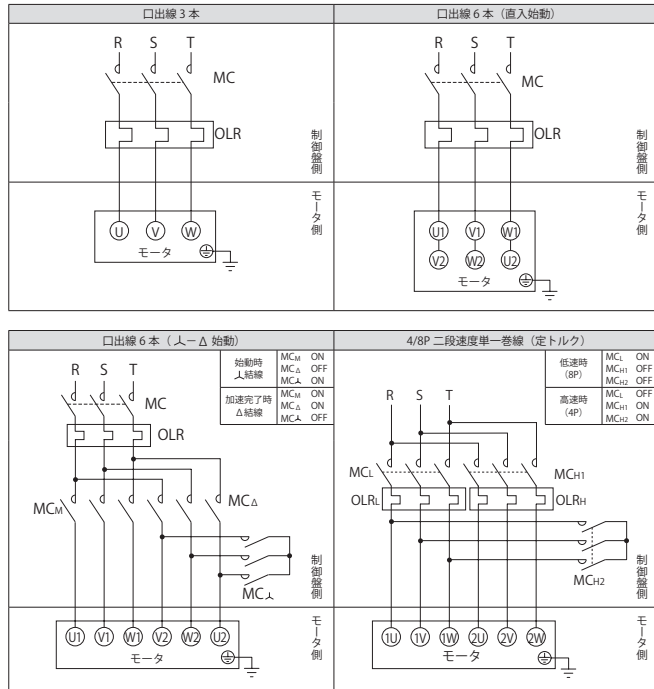 口出線 3 本
R S T
MC
OLR
制御盤側
モータ側
U V W
モータ
口出線 6 本（直入始動）
R S T
MC
OLR
制御盤側
モータ側
U1 V1 W1
V2 W2 U2
モータ
口出線 6 本（人－Δ 始動）
始動時
人結線
MCM ON
MCΔ OFF
MC人 ON
加速完了時
Δ結線
MCM ON
MCΔ ON
MC人 OFF
R S T
MC
OLR
MCM
MCΔ
MC人
制御盤側
モータ側
U1 V1 W1 V2 W2 U2
モータ
4/8P 二段速度単一巻線（定トルク）
低速時
（8P）
MCL ON
MCH1 OFF
MCH2 OFF
高速時
（4P）
MCL OFF
MCH1 ON
MCH2 ON
R S T
MCL
MCH1
OLRL
OLRH
MCH2
制御盤側
モータ側
1U 1V 1W 2U 2V 2W
モータ